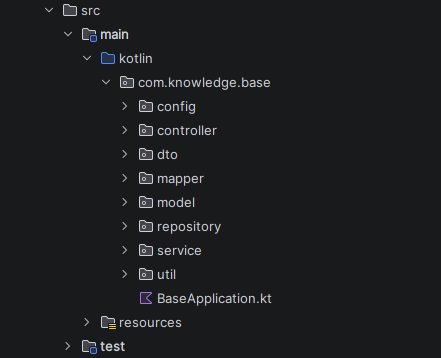 src
main
kotlin
com.knowledge.base
config
controller
dto
mapper
model
repository
service
util
BaseApplication.kt
resources
test